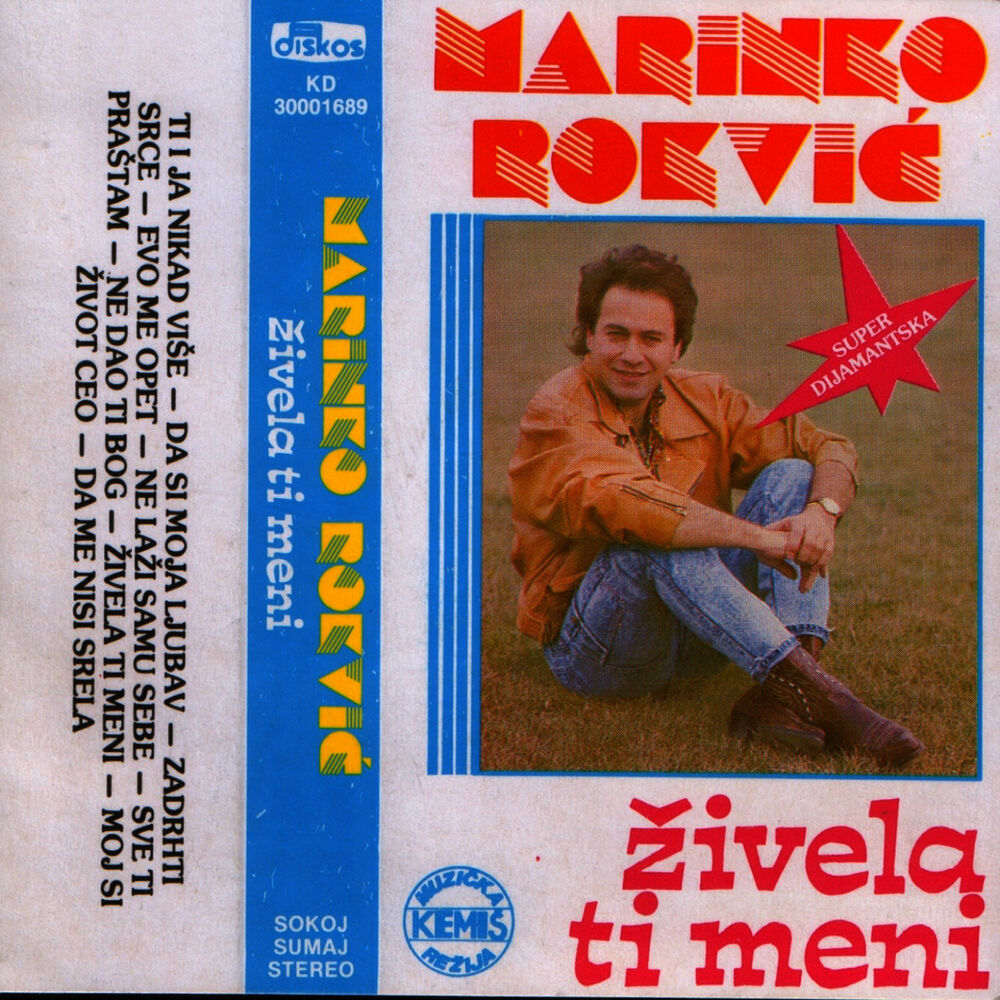 TI I JA NIKAD VIŠE – DA SI MOJA LJUBAV – ZADRHTI
SRCE – EVO ME OPET – NE LAŽI SAMU SEBE – SVE TI
PRAŠTAM – NE DAO TI BOG – ŽIVELA TI MENI – MOJ SI
ŽIVOT CEO – DA ME NISI SRELA
diskos
KD
30001689
MARINKO ROKVIĆ
živela ti meni
SOKOJ
SUMAJ
STEREO
MARINKO
ROKVIĆ
SUPER
DIJAMANTSKA
MUZIČKA
KEMIŠ
REŽIJA
živela
ti meni